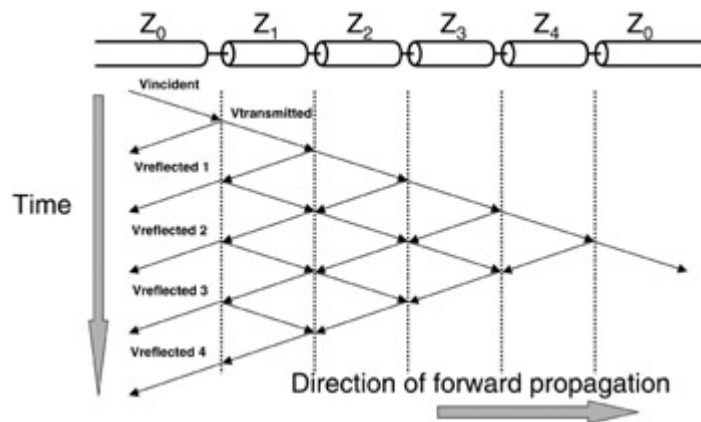 Z0 Z1 Z2 Z3 Z4 Z0
Vincident
Vtransmitted
Vreflected 1
Time
Vreflected 2
Vreflected 3
Vreflected 4
Direction of forward propagation